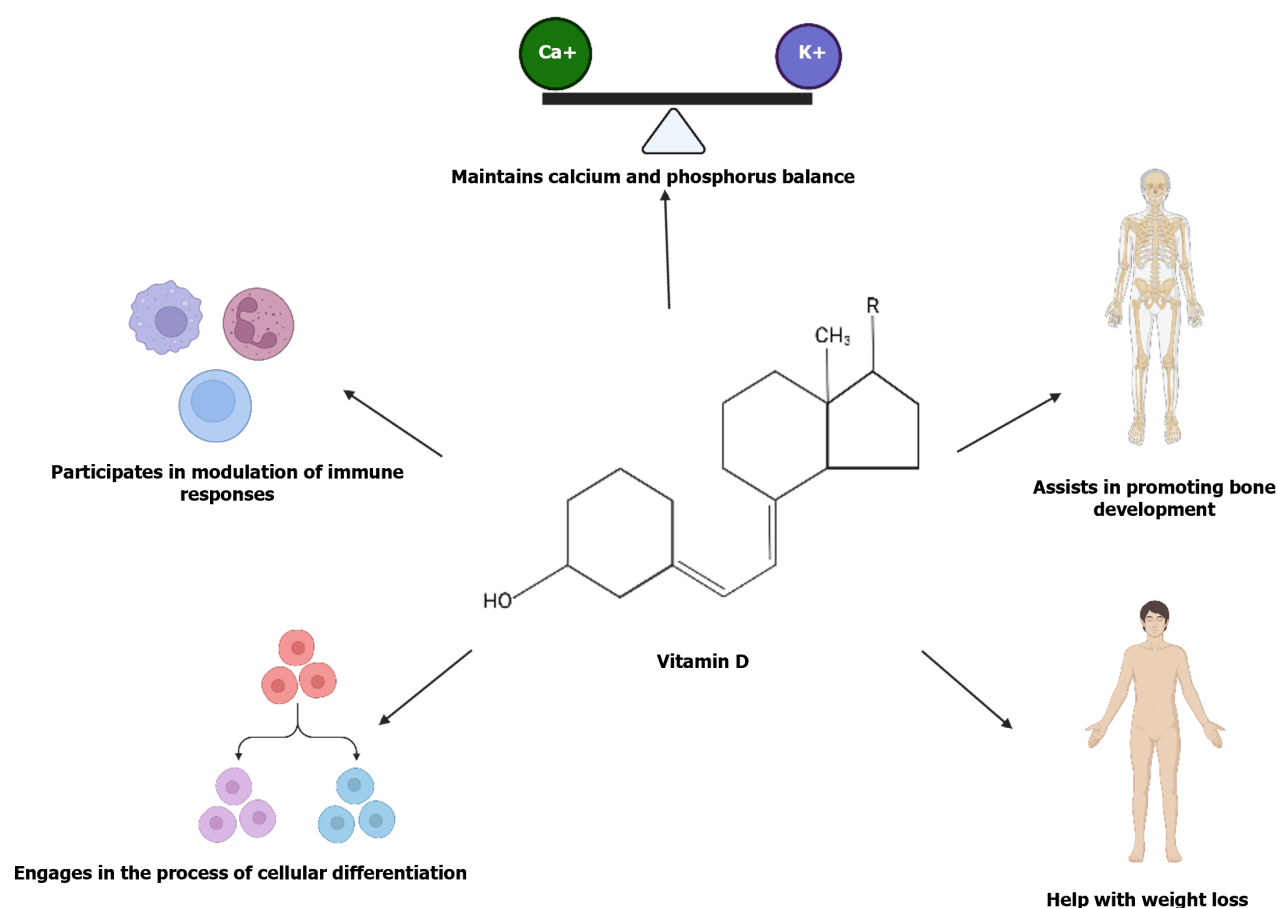 Ca+
K+
Maintains calcium and phosphorus balance
R
CH₃
Participates in modulation of immune
responses
Assists in promoting bone
development
HO
Vitamin D
Engages in the process of cellular differentiation
Help with weight loss